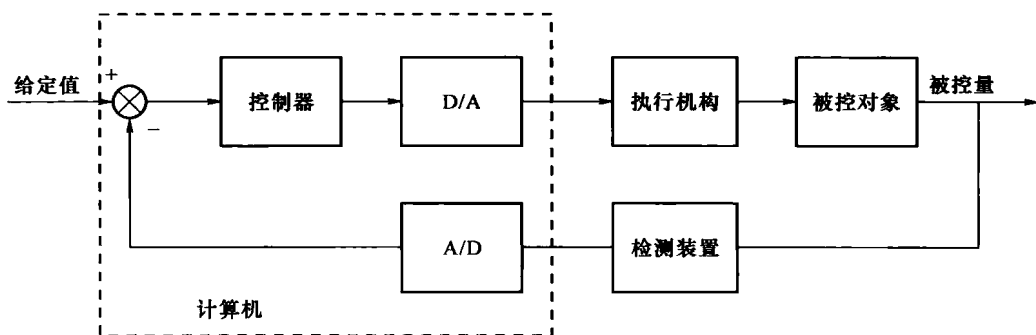 给定值
+
−
控制器
D/A
执行机构
被控对象
被控量
A/D
检测装置
计算机